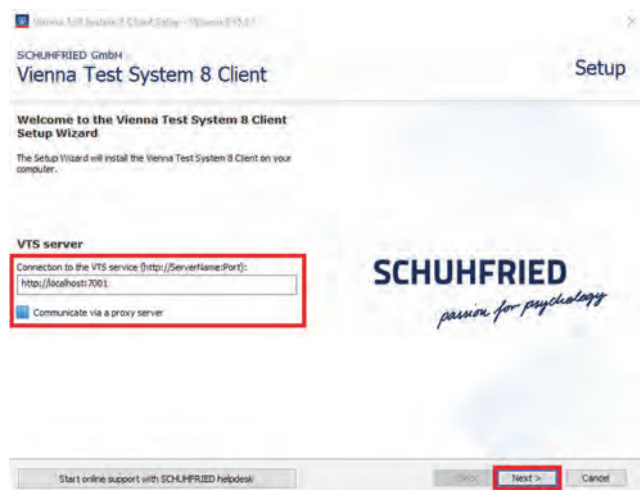 SCHUHFRIED GmbH
Vienna Test System 8 Client
Setup
Welcome to the Vienna Test System 8 Client
Setup Wizard
The Setup Wizard will install the Vienna Test System 8 Client on your
computer.
VTS server
Connection to the VTS service (http://ServerName:Port):
http://localhost:7001
Communicate via a proxy server
SCHUHFRIED
passion for psychology
Start online support with SCHUHFRIED helpdesk
Next >
Cancel